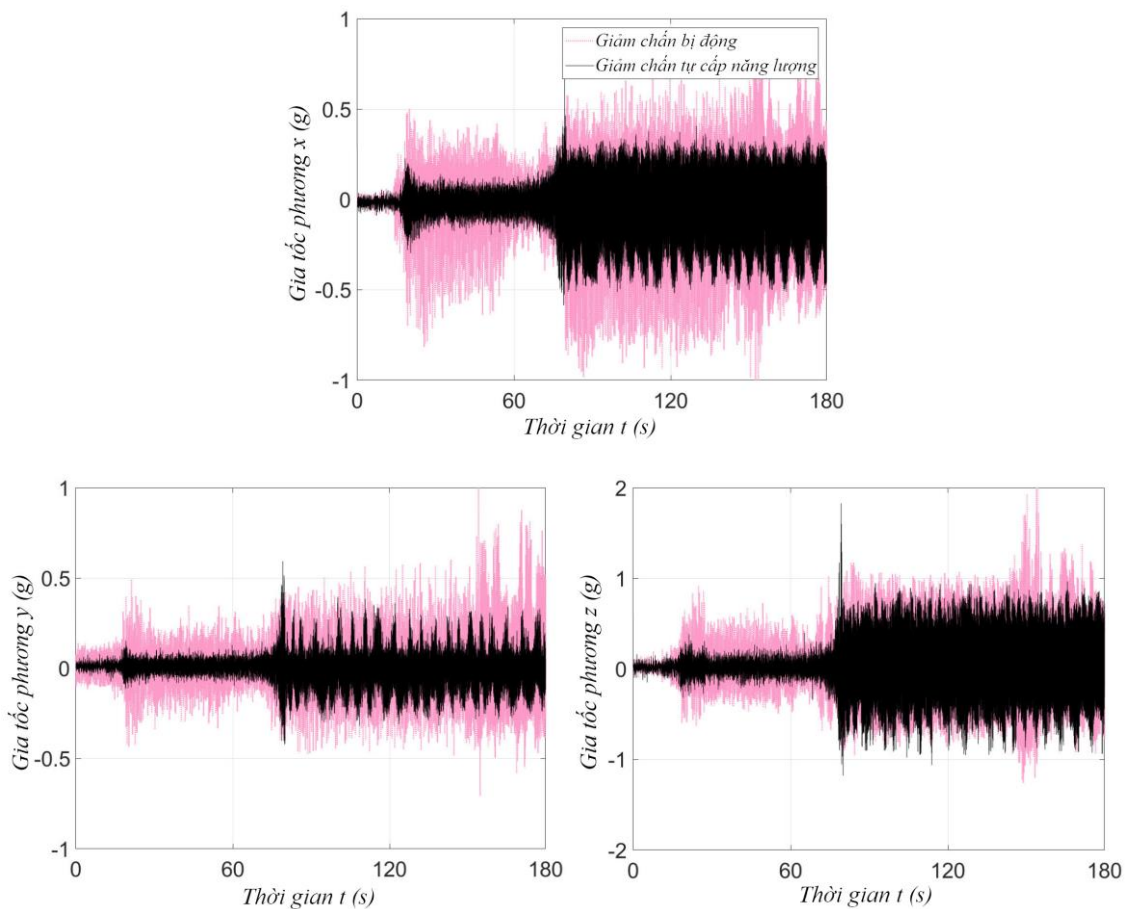 1
0.5
0
-0.5
-1
Gia tốc phương x (g)
Giảm chấn bị động
Giảm chấn tự cấp năng lượng
0 60 120 180
Thời gian t (s)
1
0.5
0
-0.5
-1
Gia tốc phương y (g)
0 60 120 180
Thời gian t (s)
2
1
0
-1
-2
Gia tốc phương z (g)
0 60 120 180
Thời gian t (s)